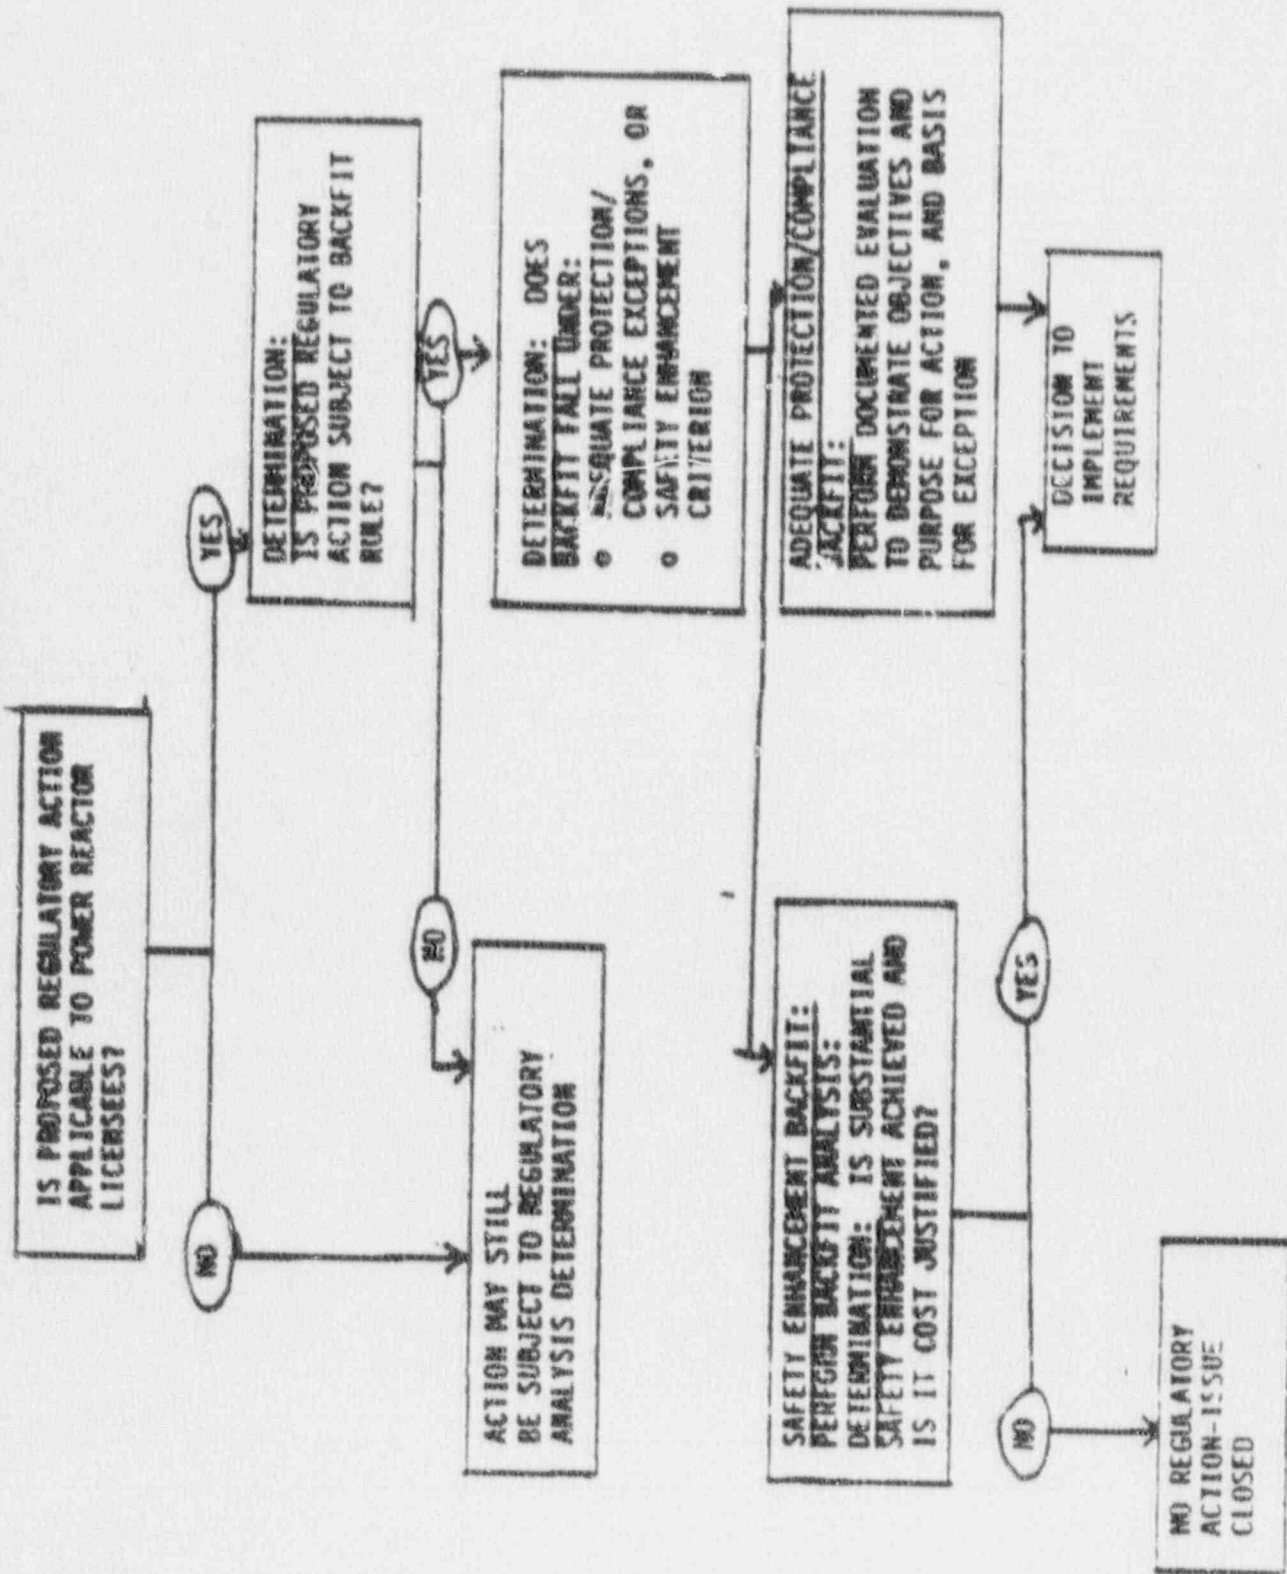 IS PROPOSED REGULATORY ACTION
APPLICABLE TO POWER REACTOR
LICENSEES?
NO
YES
DETERMINATION:
IS PROPOSED REGULATORY
ACTION SUBJECT TO BACKFIT
RULE?
NO
YES
ACTION MAY STILL
BE SUBJECT TO REGULATORY
ANALYSIS DETERMINATION
DETERMINATION: DOES
BACKFIT FALL UNDER:
o ADEQUATE PROTECTION/
COMPLIANCE EXCEPTIONS, OR
o SAFETY ENHANCEMENT
CRITERION
SAFETY ENHANCEMENT BACKFIT:
PERFORM BACKFIT ANALYSIS:
DETERMINATION: IS SUBSTANTIAL
SAFETY ENHANCEMENT ACHIEVED AND
IS IT COST JUSTIFIED?
ADEQUATE PROTECTION/COMPLIANCE
BACKFIT:
PERFORM DOCUMENTED EVALUATION
TO DEMONSTRATE OBJECTIVES AND
PURPOSE FOR ACTION, AND BASIS
FOR EXCEPTION
NO
YES
NO REGULATORY
ACTION-ISSUE
CLOSED
DECISION TO
IMPLEMENT
REQUIREMENTS